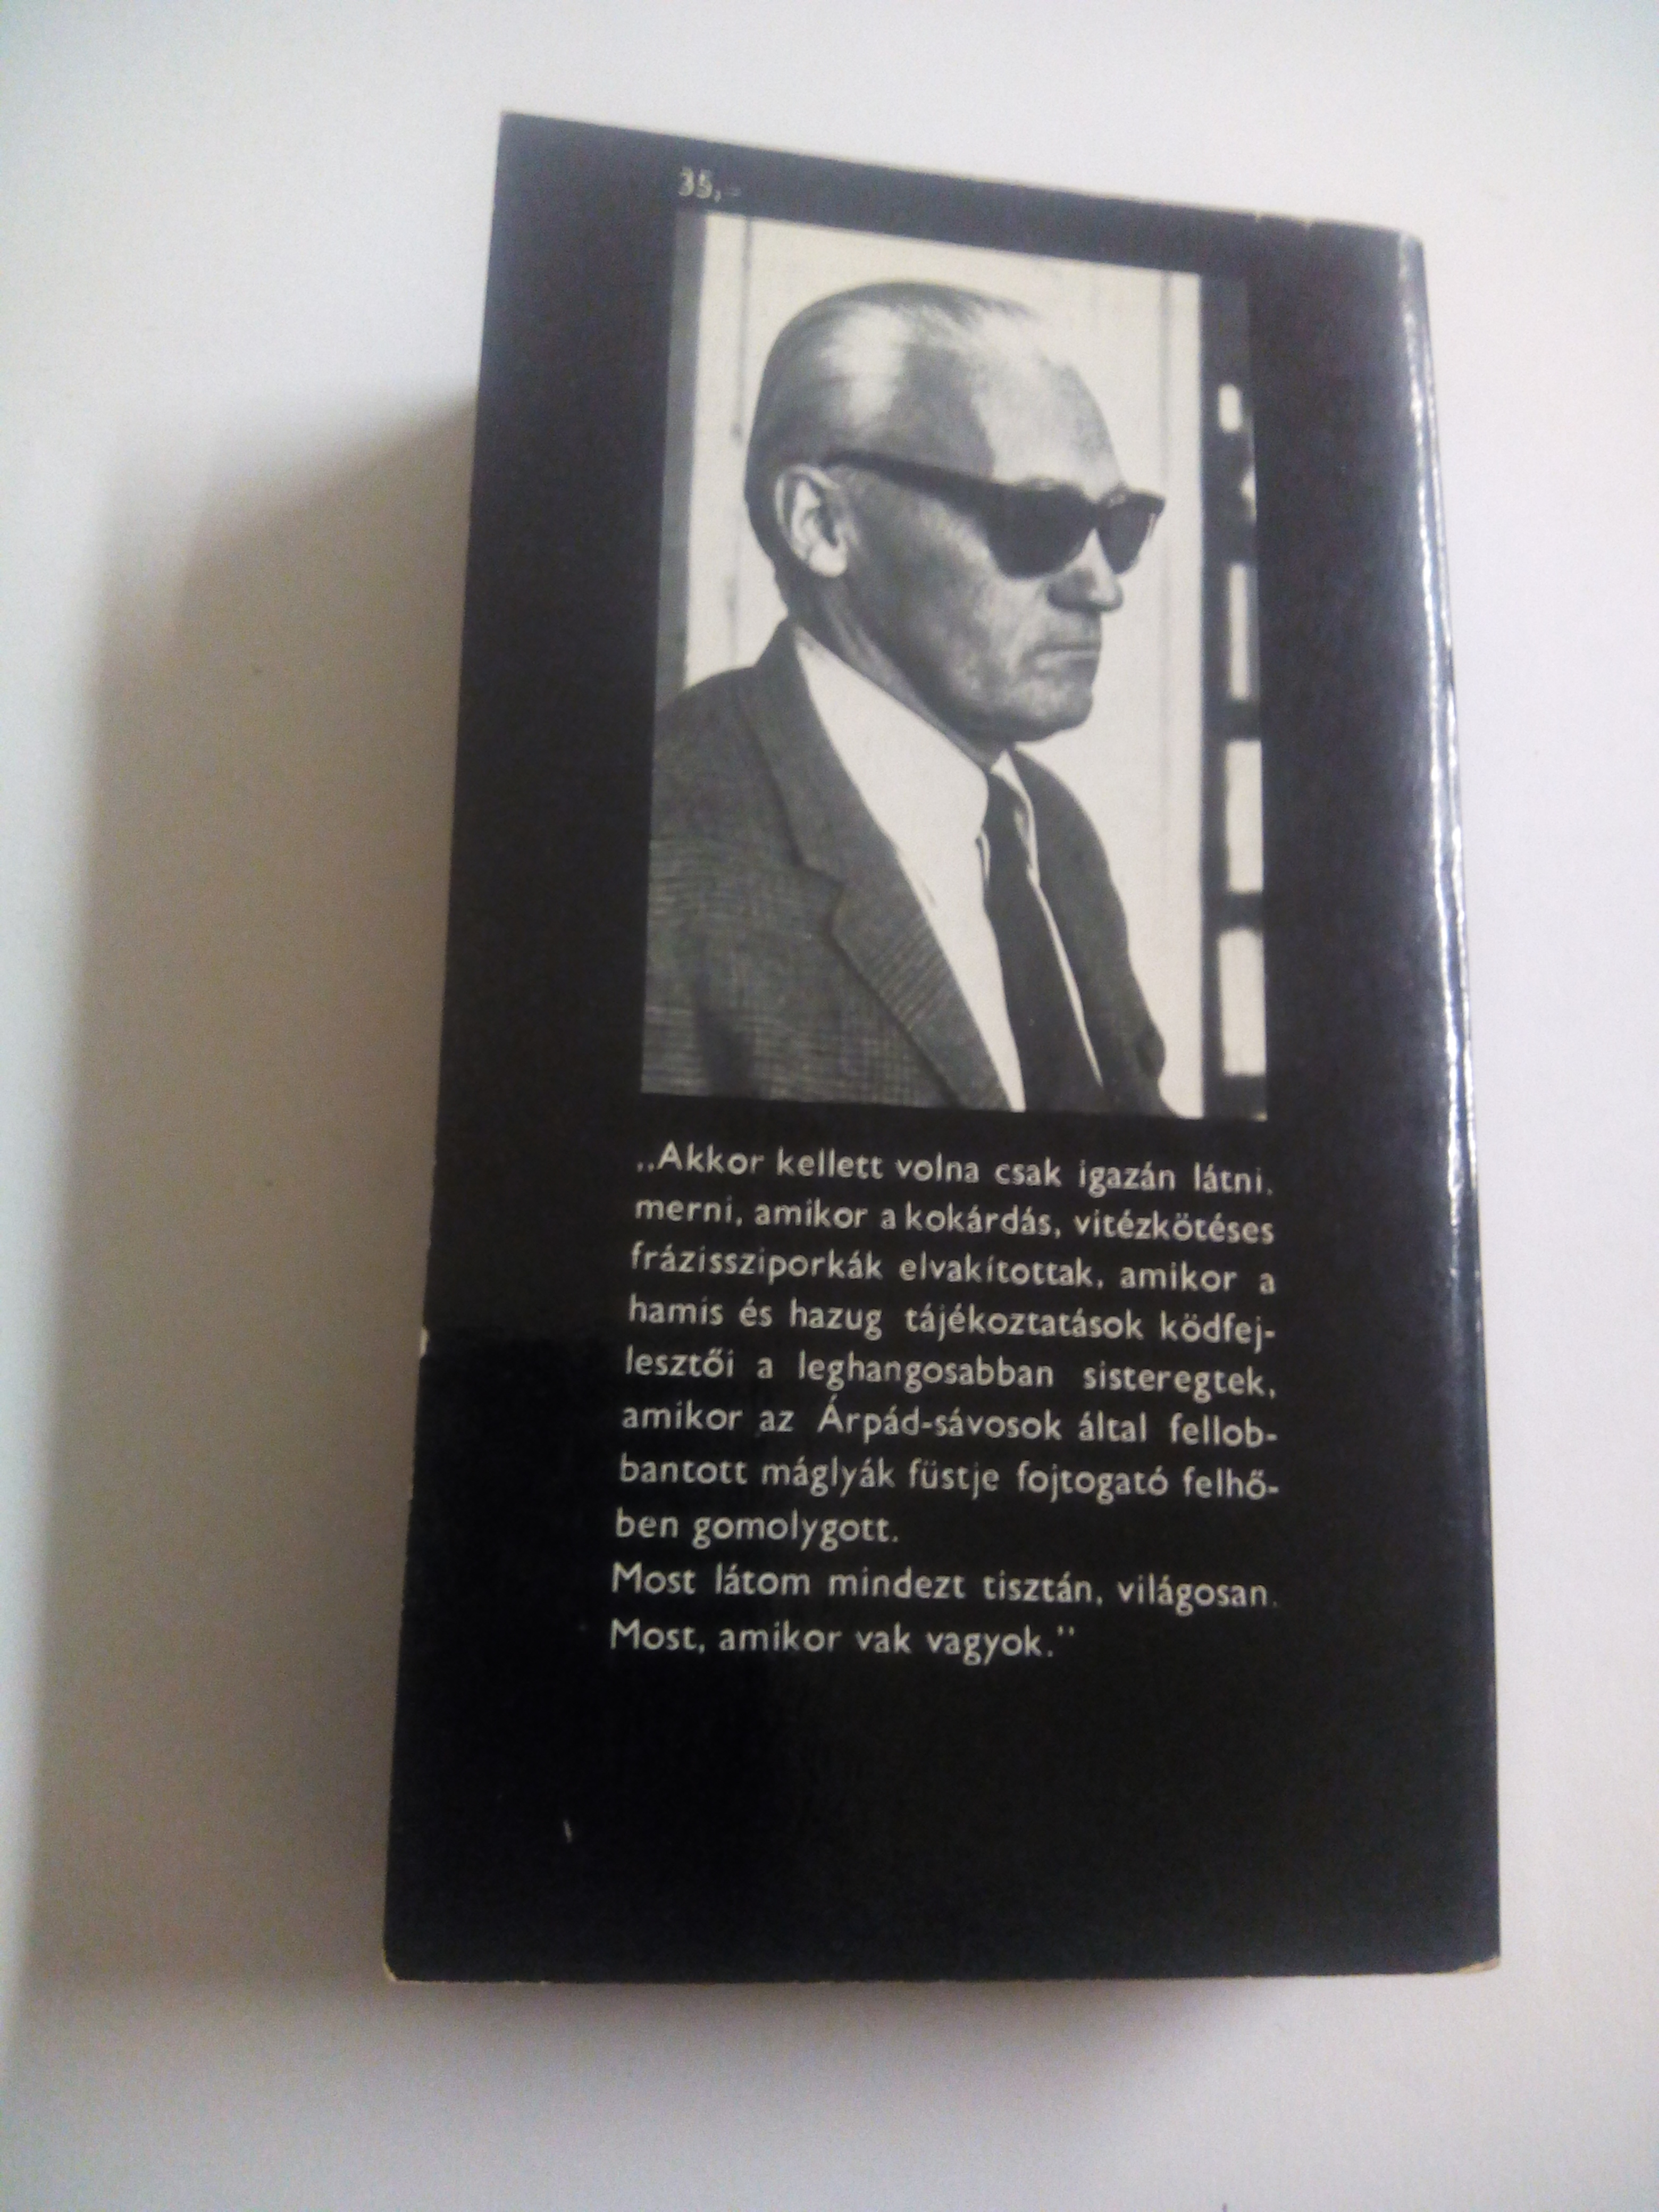 35,-
„Akkor kellett volna csak igazán látni,
merni, amikor a kokárdás, vitézkötéses
frázissziporkák elvakítottak, amikor a
hamis és hazug tájékoztatások ködfej-
lesztői a leghangosabban sisteregtek,
amikor az Árpád-sávosok által fellob-
bantott máglyák füstje fojtogató felhő-
ben gomolygott.
Most látom mindezt tisztán, világosan.
Most, amikor vak vagyok.”